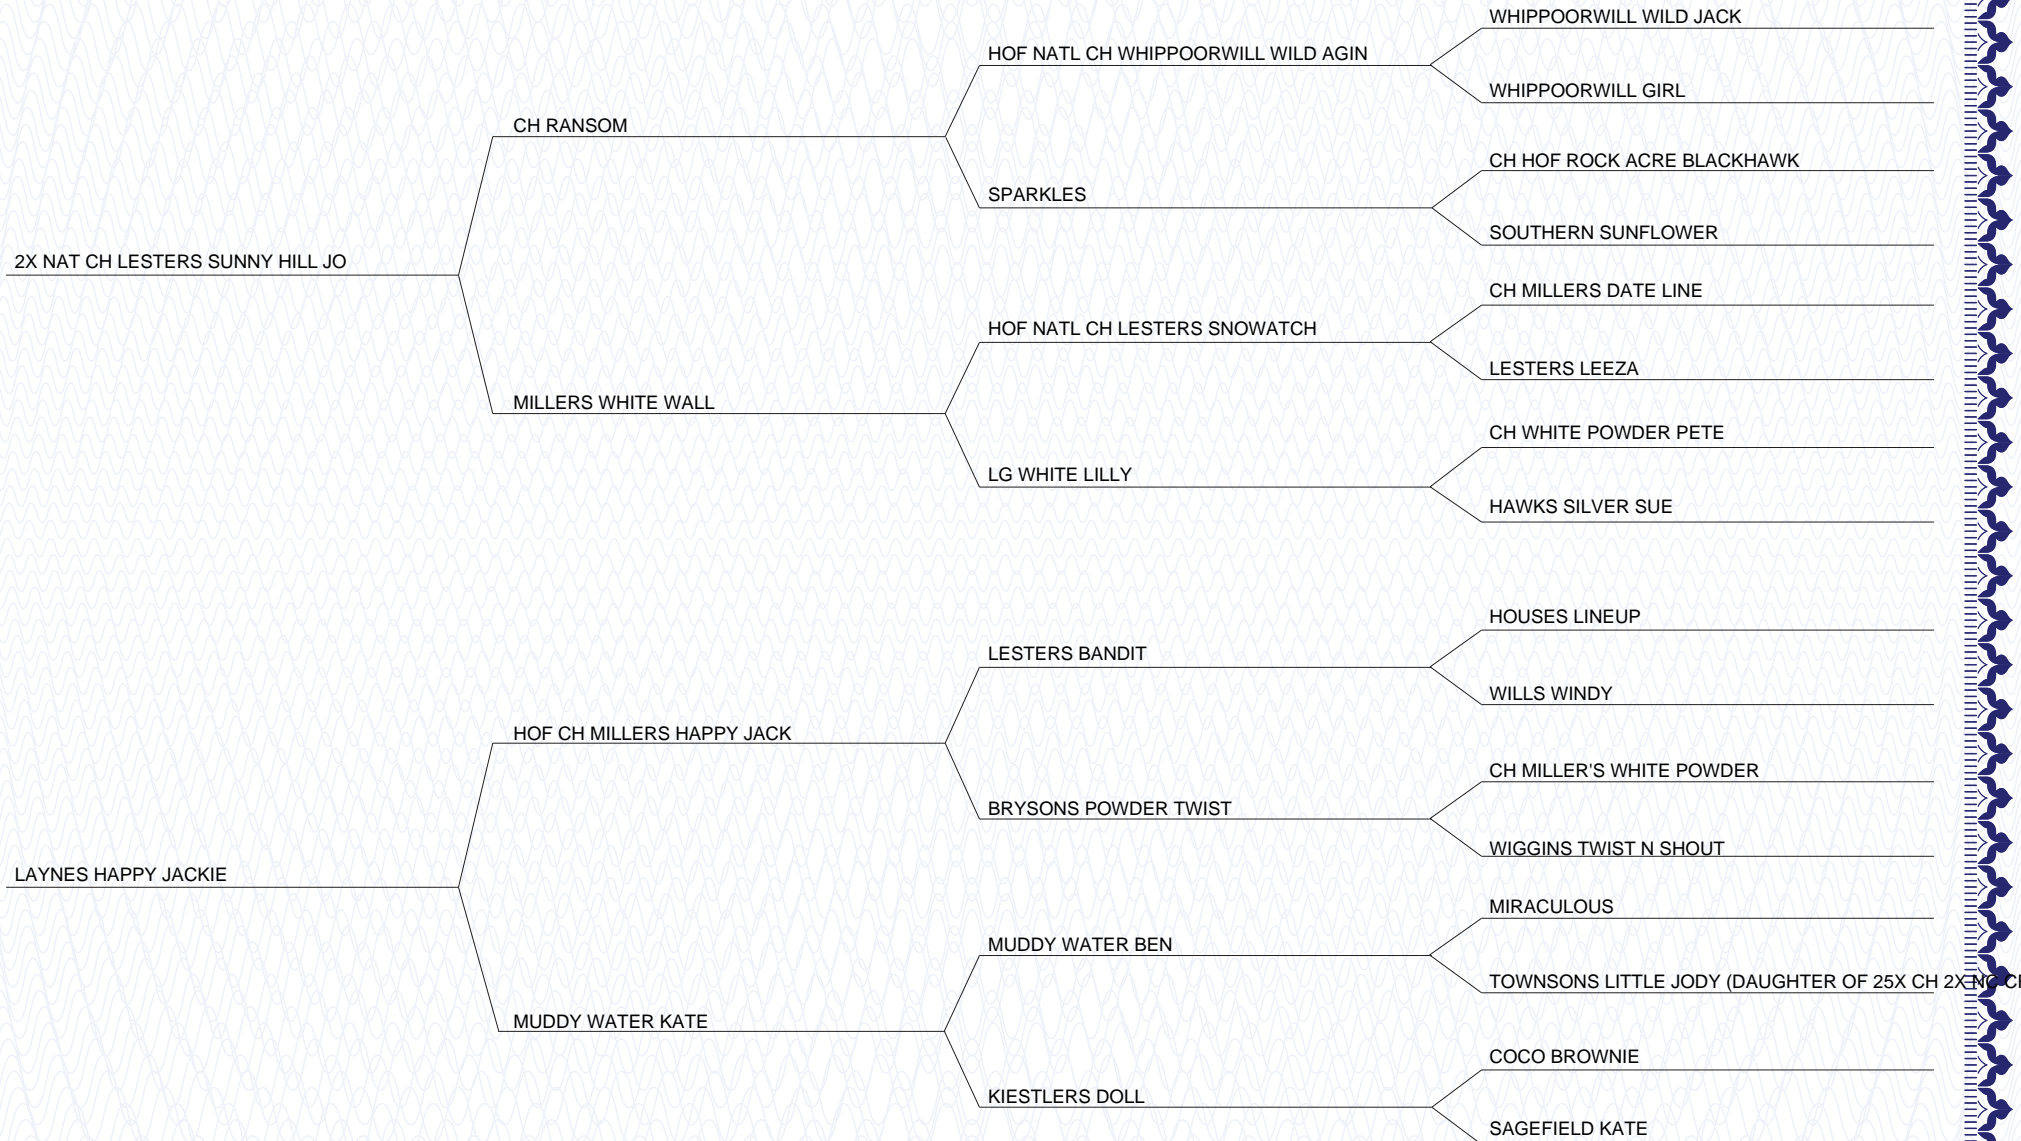 WHIPPOORWILL WILD JACK
HOF NATL CH WHIPPOORWILL WILD AGIN
WHIPPOORWILL GIRL
CH RANSOM
CH HOF ROCK ACRE BLACKHAWK
SPARKLES
SOUTHERN SUNFLOWER
2X NAT CH LESTERS SUNNY HILL JO
CH MILLERS DATE LINE
HOF NATL CH LESTERS SNOWATCH
LESTERS LEEZA
MILLERS WHITE WALL
CH WHITE POWDER PETE
LG WHITE LILLY
HAWKS SILVER SUE
HOUSES LINEUP
LESTERS BANDIT
WILLS WINDY
HOF CH MILLERS HAPPY JACK
CH MILLER'S WHITE POWDER
BRYSONS POWDER TWIST
WIGGINS TWIST N SHOUT
LAYNES HAPPY JACKIE
MIRACULOUS
MUDDY WATER BEN
TOWNSONS LITTLE JODY (DAUGHTER OF 25X CH 2X NC
MUDDY WATER KATE
COCO BROWNIE
KIESTLERS DOLL
SAGEFIELD KATE